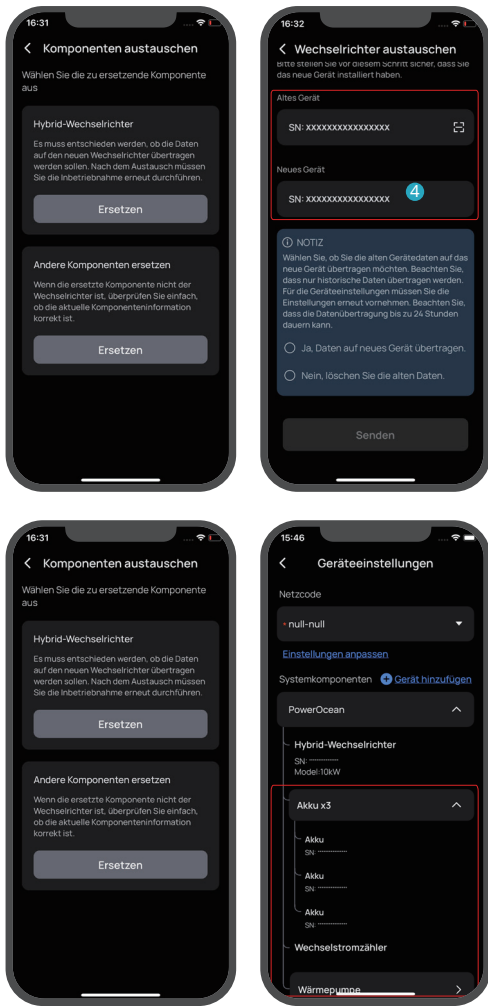 16:31
Komponenten austauschen
Wählen Sie die zu ersetzende Komponente
aus
Hybrid-Wechselrichter
Es muss entschieden werden, ob die Daten
auf den neuen Wechselrichter übertragen
werden sollen. Nach dem Austausch müssen
Sie die Inbetriebnahme erneut durchführen.
Ersetzen
Andere Komponenten ersetzen
Wenn die ersetzte Komponente nicht der
Wechselrichter ist, überprüfen Sie einfach,
ob die aktuelle Komponenteninformation
korrekt ist.
Ersetzen
16:32
Wechselrichter austauschen
Bitte stellen Sie vor diesem Schritt sicher, dass Sie
das neue Gerät installiert haben.
Altes Gerät
SN: xxxxxxxxxxxxxxxx
Neues Gerät
SN: xxxxxxxxxxxxxxxx
4
NOTIZ
Wählen Sie, ob Sie die alten Gerätedaten auf das
neue Gerät übertragen möchten. Beachten Sie,
dass nur historische Daten übertragen werden.
Für die Geräteeinstellungen müssen Sie die
Einstellungen erneut vornehmen. Beachten Sie,
dass die Datenübertragung bis zu 24 Stunden
dauern kann.
Ja, Daten auf neues Gerät übertragen.
Nein, löschen Sie die alten Daten.
Senden
16:31
Komponenten austauschen
Wählen Sie die zu ersetzende Komponente
aus
Hybrid-Wechselrichter
Es muss entschieden werden, ob die Daten
auf den neuen Wechselrichter übertragen
werden sollen. Nach dem Austausch müssen
Sie die Inbetriebnahme erneut durchführen.
Ersetzen
Andere Komponenten ersetzen
Wenn die ersetzte Komponente nicht der
Wechselrichter ist, überprüfen Sie einfach,
ob die aktuelle Komponenteninformation
korrekt ist.
Ersetzen
15:46
Geräteeinstellungen
Netzcode
null-null
Einstellungen anpassen
Systemkomponenten
Gerät hinzufügen
PowerOcean
Hybrid-Wechselrichter
SN:
Model:10kW
Akku x3
Akku
SN:
Akku
SN:
Akku
SN:
Wechselstromzähler
Wärmepumpe